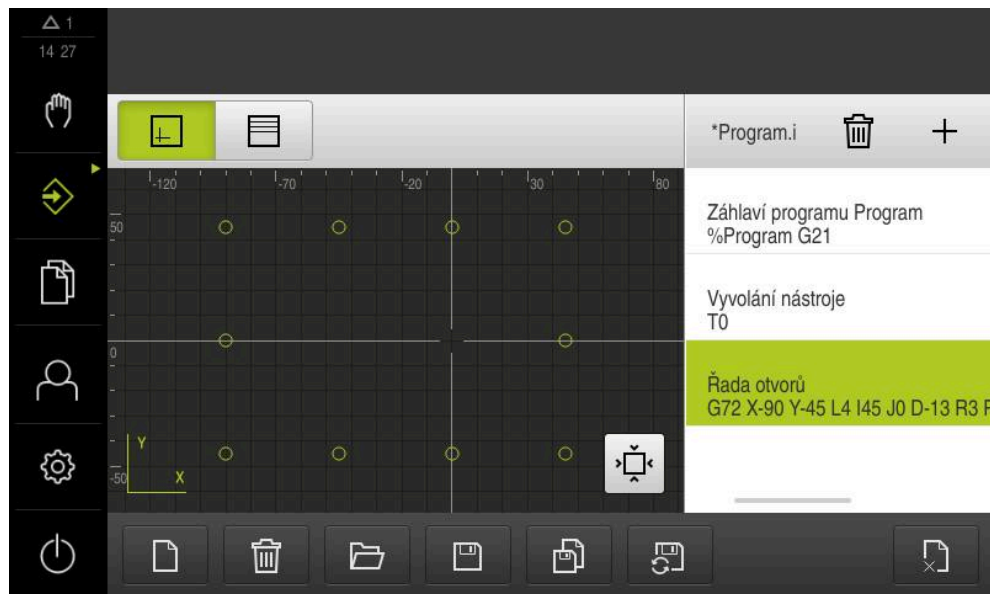 1
14 27
*Program.i
-120
-70
-20
30
80
50
0
-50
Y
X
Záhlaví programu Program
%Program G21
Vyvolání nástroje
T0
Řada otvorů
G72 X-90 Y-45 L4 I45 J0 D-13 R3 F